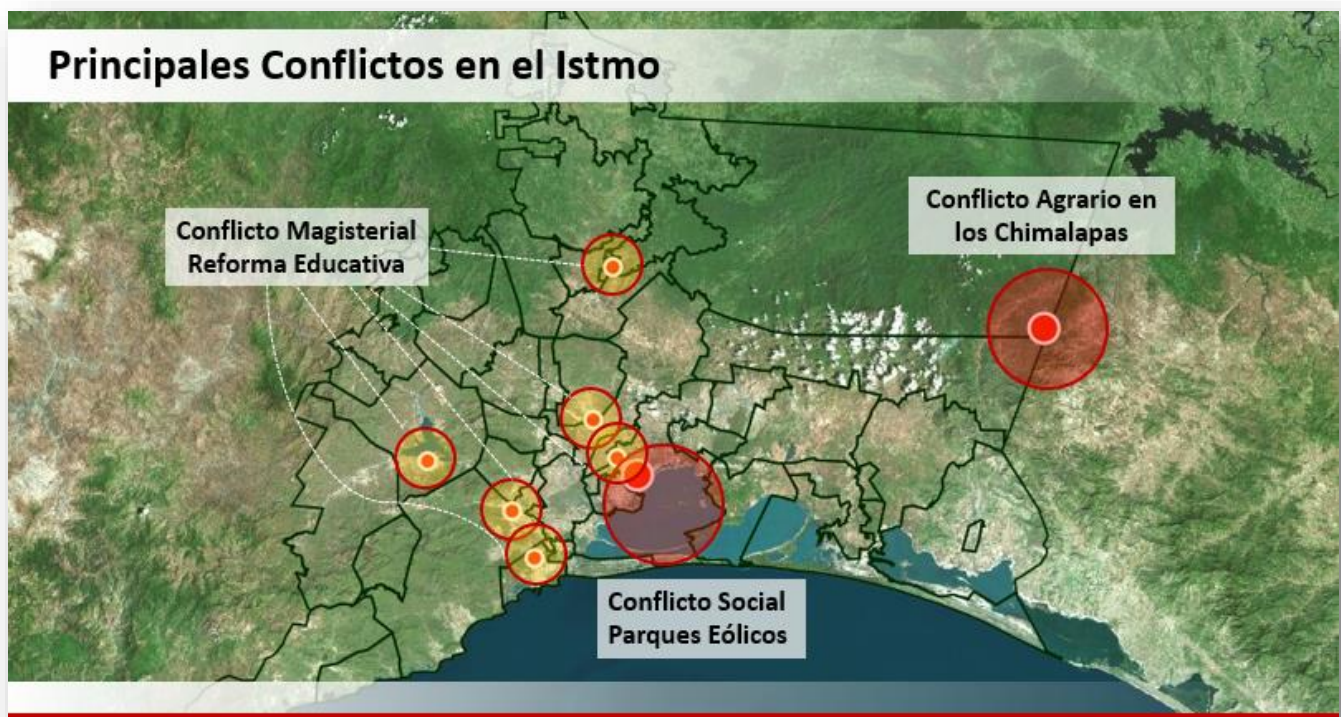 Principales Conflictos en el Istmo
Conflicto Magisterial
Reforma Educativa
Conflicto Agrario en
los Chimalapas
Conflicto Social
Parques Eólicos